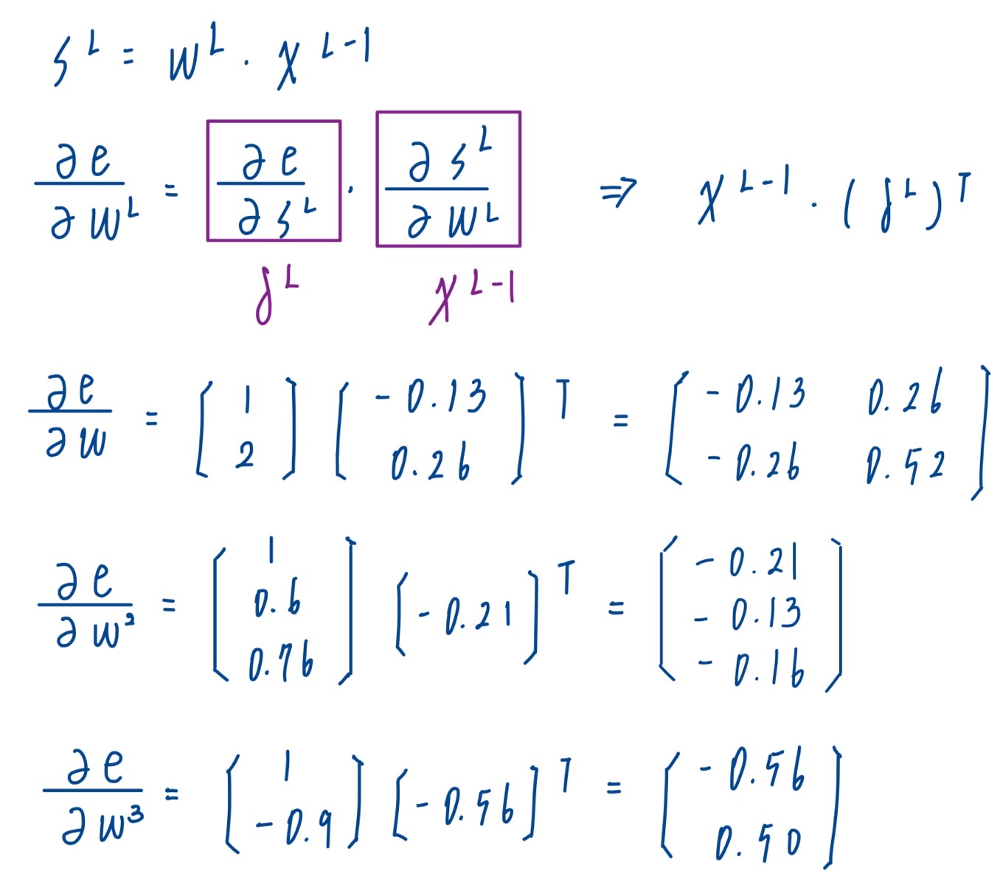 s^L = w^L · x^{L-1}
∂e/∂w^L = ∂e/∂s^L · ∂s^L/∂w^L ⇒ x^{L-1} · (δ^L)^T
δ^L x^{L-1}
∂e/∂w = [1; 2] [-0.13; 0.26]^T = [-0.13 0.26; -0.26 0.52]
∂e/∂w² = [1; 0.6; 0.76] [-0.21]^T = [-0.21; -0.13; -0.16]
∂e/∂w³ = [1; -0.9] [-0.56]^T = [-0.56; 0.50]